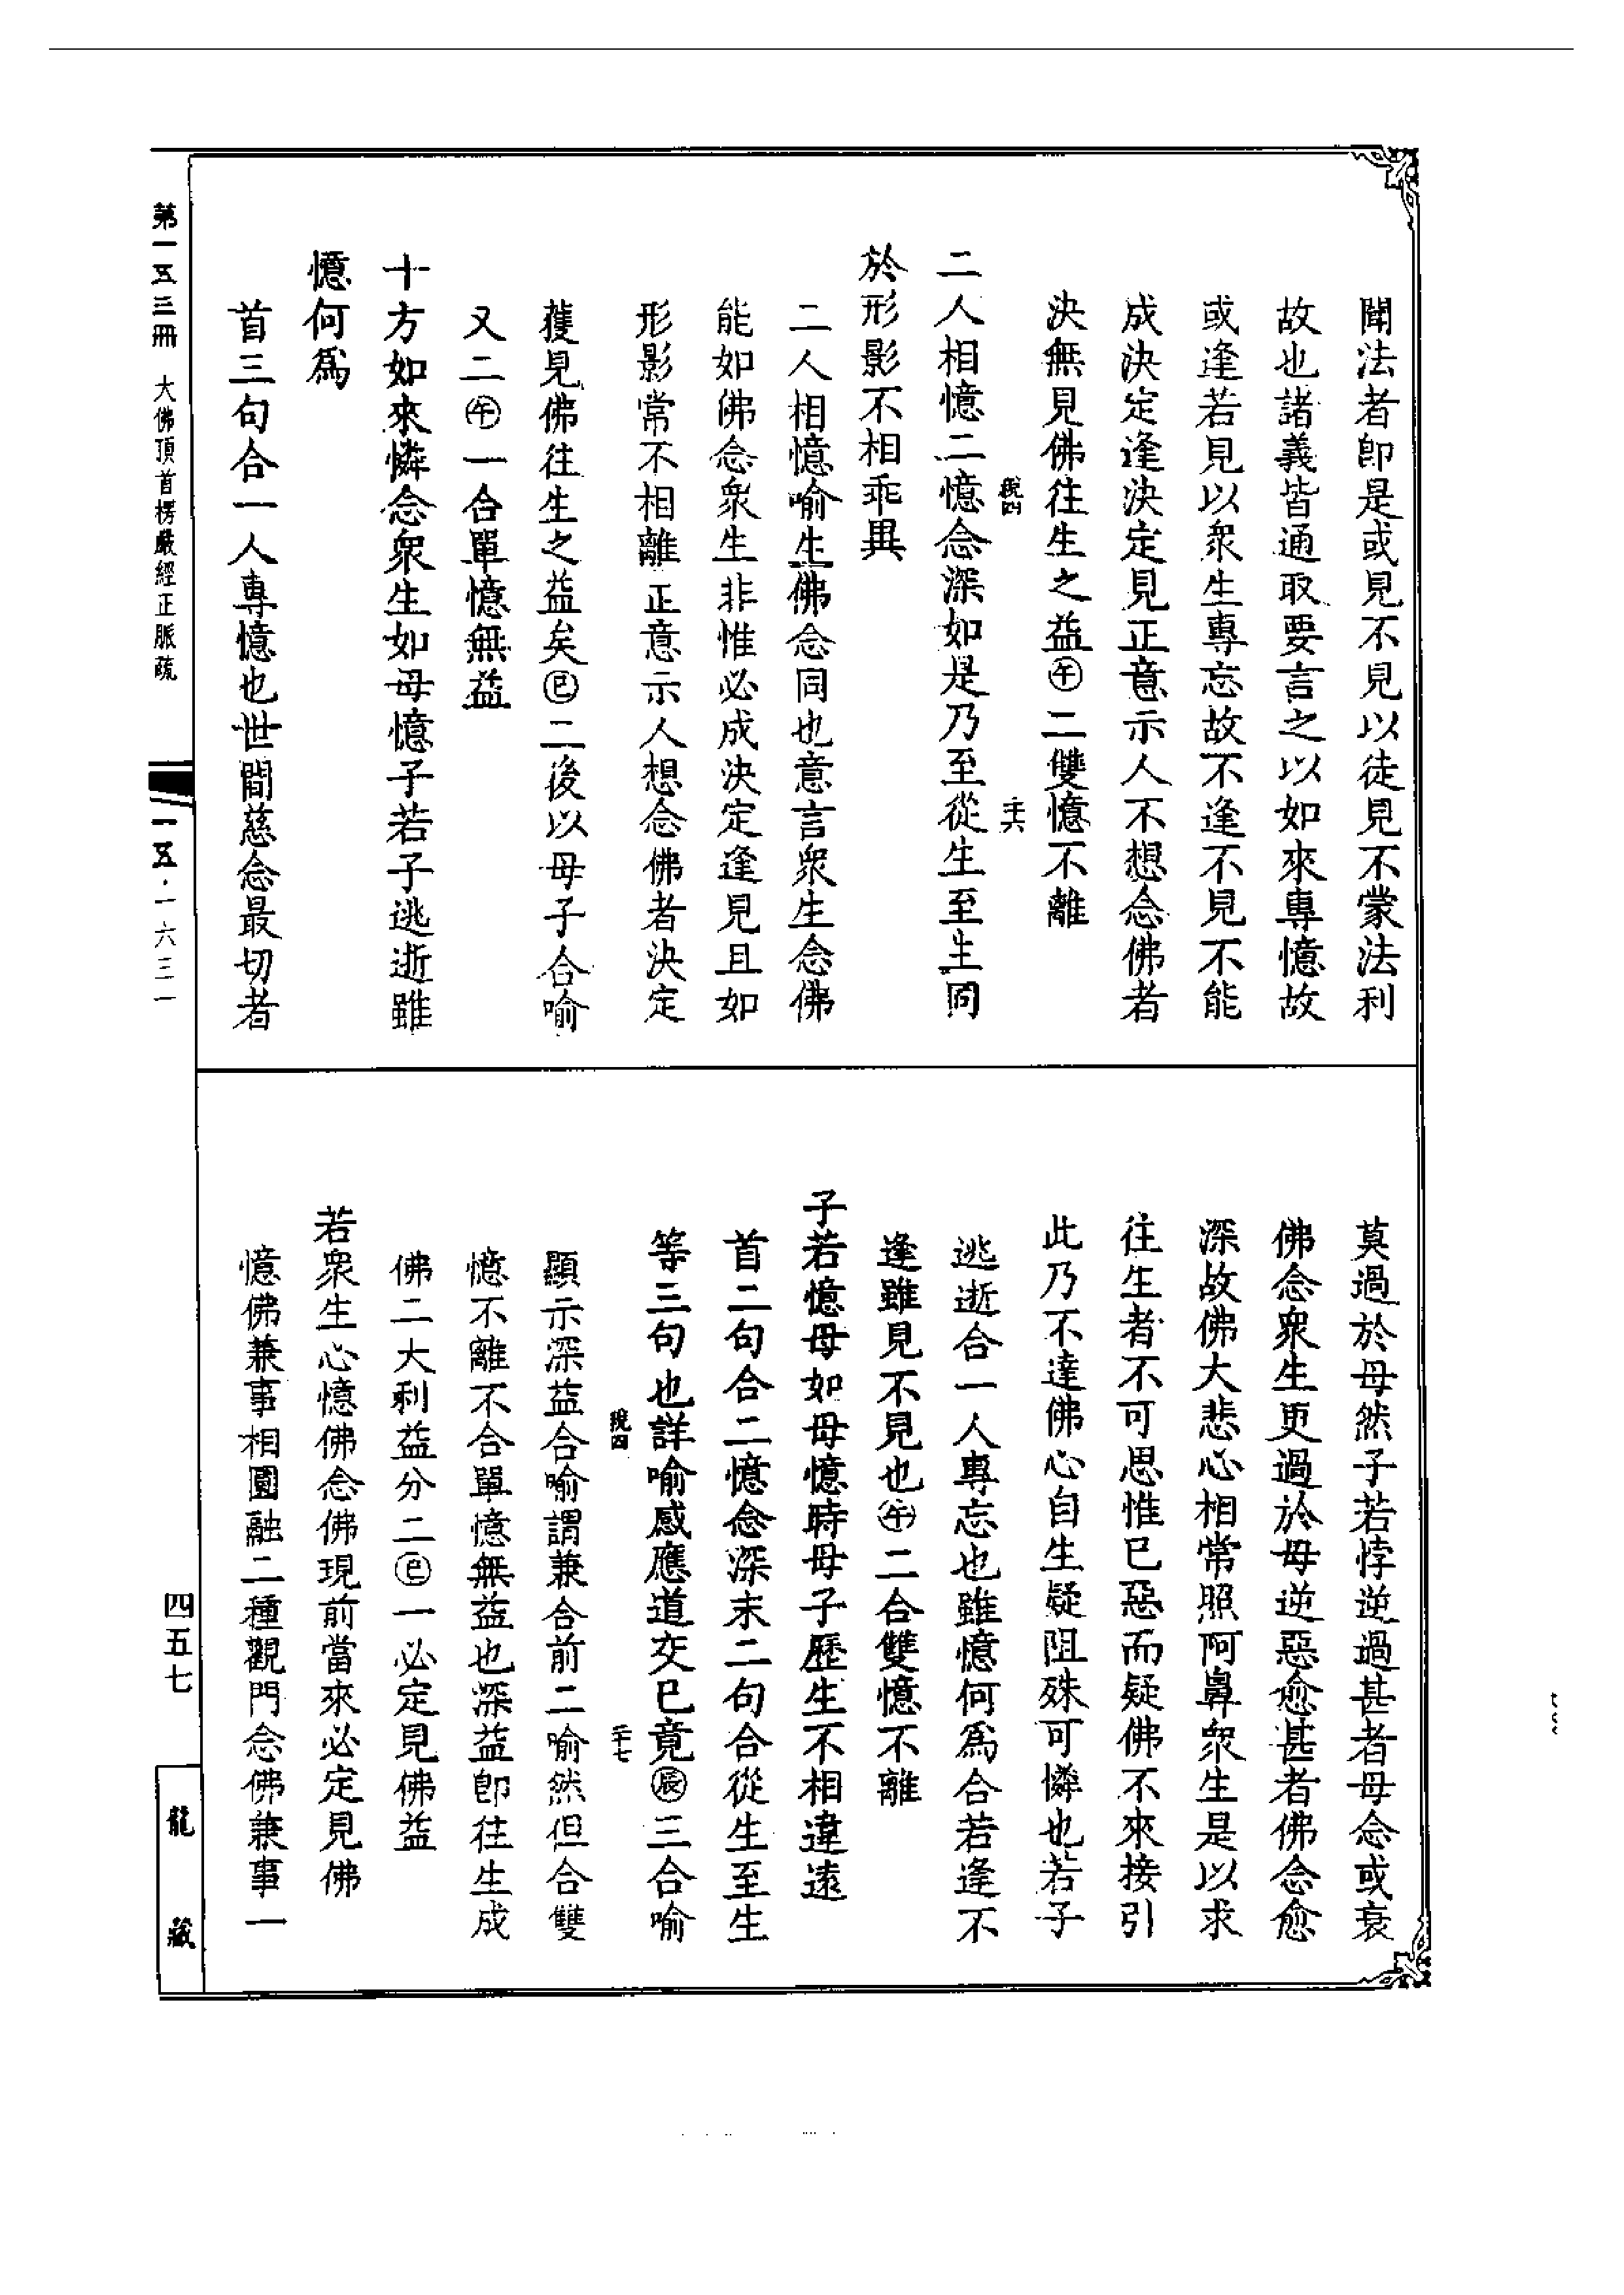 聞法者卽是或見不見以徒見不蒙法利
故也諸義皆通取要言之以如來專憶故
或逢若見以衆生專忘故不逢不見不能
成決定逢決定見正意示人不想念佛者
決無見佛往生之益㊎午二雙憶不離
二人相憶二憶念深如是乃至從生至生同
於形影不相乖異
二人相憶喻生佛念同也意言衆生念佛
能如佛念衆生非惟必成決定逢見且如
形影常不相離正意示人想念佛者決定
獲見佛往生之益矣巳二後以母子合喻
又二午一合單憶無益
十方如來憐念衆生如母憶子若子逃逝雖
憶何爲
首三句合一人專憶也世間慈念最切者
莫過於母然子若悖逆過甚者母念或衰
佛念衆生更過於母逆惡愈甚者佛念愈
深故佛大悲心相常照阿鼻衆生是以求
往生者不可思惟已惡而疑佛不來接引
此乃不達佛心自生疑阻殊可憐也若子
逃逝合一人專忘也雖憶何爲合若逢不
逢雖見不見也午二合雙憶不離
子若憶母如母憶時母子歷生不相違遠
首二句合二憶念深末二句合從生至生
等三句也詳喻感應道交已竟辰三合喻
顯示深益合喻謂兼合前二喻然但合雙
憶不離不合單憶無益也深益卽往生成
佛二大利益分二巳一必定見佛益
若衆生心憶佛念佛現前當來必定見佛
憶佛兼事相圓融二種觀門念佛兼事一
第一五三冊 大佛頂首楞嚴經正脈疏
一五·一六三一
四五七
龍藏